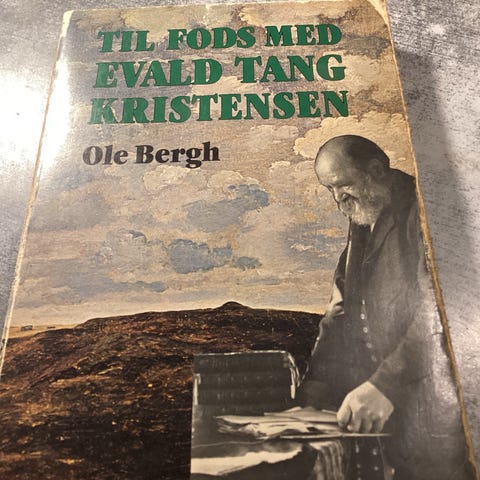 TIL FODS MED
EVALD TANG
KRISTENSEN
Ole Bergh